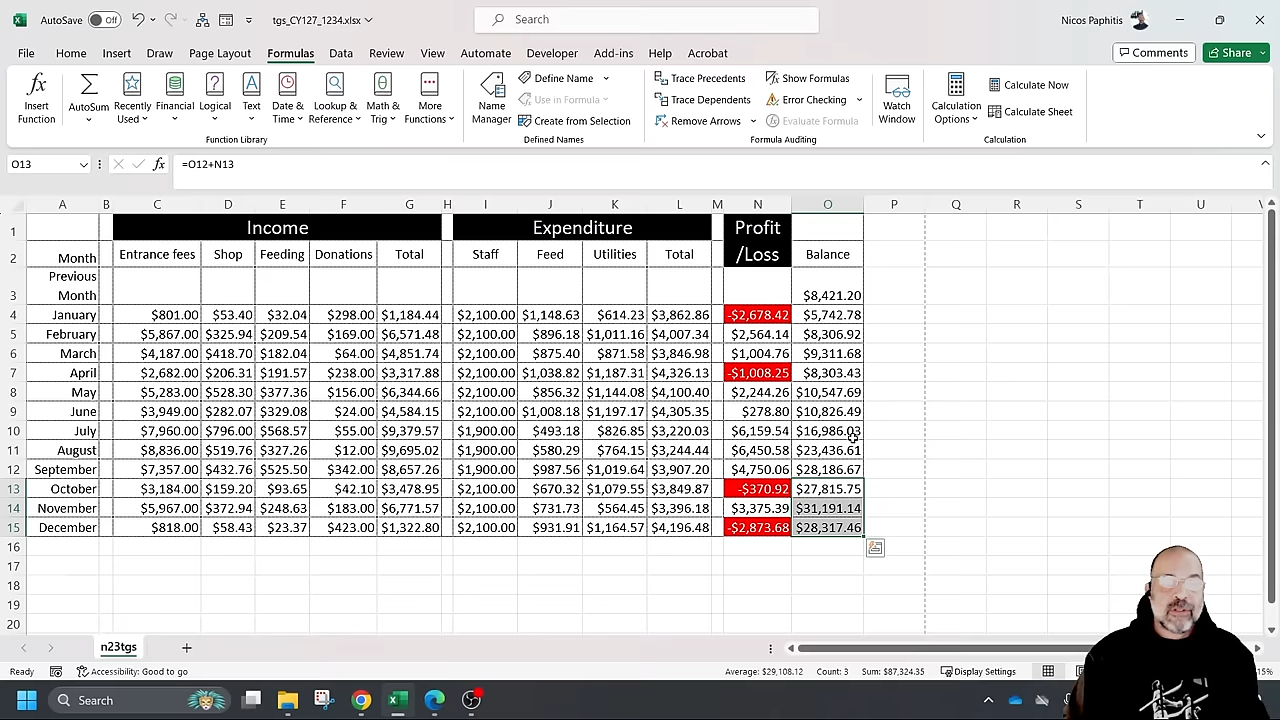 AutoSave Off tgs_CY127_1234.xlsx Search Nicos Paphitis
File Home Insert Draw Page Layout Formulas Data Review View Automate Developer Add-ins Help Acrobat Comments Share
Insert Function AutoSum Recently Used Financial Logical Text Date & Time Lookup & Reference Math & Trig More Functions
Function Library
Name Manager Define Name Use in Formula Create from Selection
Defined Names
Trace Precedents Trace Dependents Remove Arrows Show Formulas Error Checking Evaluate Formula
Formula Auditing
Watch Window
Calculation Options Calculate Now Calculate Sheet
Calculation
O13 fx =O12+N13
A B C D E F G H I J K L M N O P Q R S T U
1 Income Expenditure Profit
2 Month Entrance fees Shop Feeding Donations Total Staff Feed Utilities Total /Loss Balance
Previous
3 Month $8,421.20
4 January $801.00 $53.40 $32.04 $298.00 $1,184.44 $2,100.00 $1,148.63 $614.23 $3,862.86 -$2,678.42 $5,742.78
5 February $5,867.00 $325.94 $209.54 $169.00 $6,571.48 $2,100.00 $896.18 $1,011.16 $4,007.34 $2,564.14 $8,306.92
6 March $4,187.00 $418.70 $182.04 $64.00 $4,851.74 $2,100.00 $875.40 $871.58 $3,846.98 $1,004.76 $9,311.68
7 April $2,682.00 $206.31 $191.57 $238.00 $3,317.88 $2,100.00 $1,038.82 $1,187.31 $4,326.13 -$1,008.25 $8,303.43
8 May $5,283.00 $528.30 $377.36 $156.00 $6,344.66 $2,100.00 $856.32 $1,144.08 $4,100.40 $2,244.26 $10,547.69
9 June $3,949.00 $282.07 $329.08 $24.00 $4,584.15 $2,100.00 $1,008.18 $1,197.17 $4,305.35 $278.80 $10,826.49
10 July $7,960.00 $796.00 $568.57 $55.00 $9,379.57 $1,900.00 $493.18 $826.85 $3,220.03 $6,159.54 $16,986.03
11 August $8,836.00 $519.76 $327.26 $12.00 $9,695.02 $1,900.00 $580.29 $764.15 $3,244.44 $6,450.58 $23,436.61
12 September $7,357.00 $432.76 $525.50 $342.00 $8,657.26 $1,900.00 $987.56 $1,019.64 $3,907.20 $4,750.06 $28,186.67
13 October $3,184.00 $159.20 $93.65 $42.10 $3,478.95 $2,100.00 $670.32 $1,079.55 $3,849.87 -$370.92 $27,815.75
14 November $5,967.00 $372.94 $248.63 $183.00 $6,771.57 $2,100.00 $731.73 $564.45 $3,396.18 $3,375.39 $31,191.14
15 December $818.00 $58.43 $23.37 $423.00 $1,322.80 $2,100.00 $931.91 $1,164.57 $4,196.48 -$2,873.68 $28,317.46
16
17
18
19
20
n23tgs
Ready Accessibility: Good to go Average: $29,108.12 Count: 3 Sum: $87,324.35 Display Settings
Search